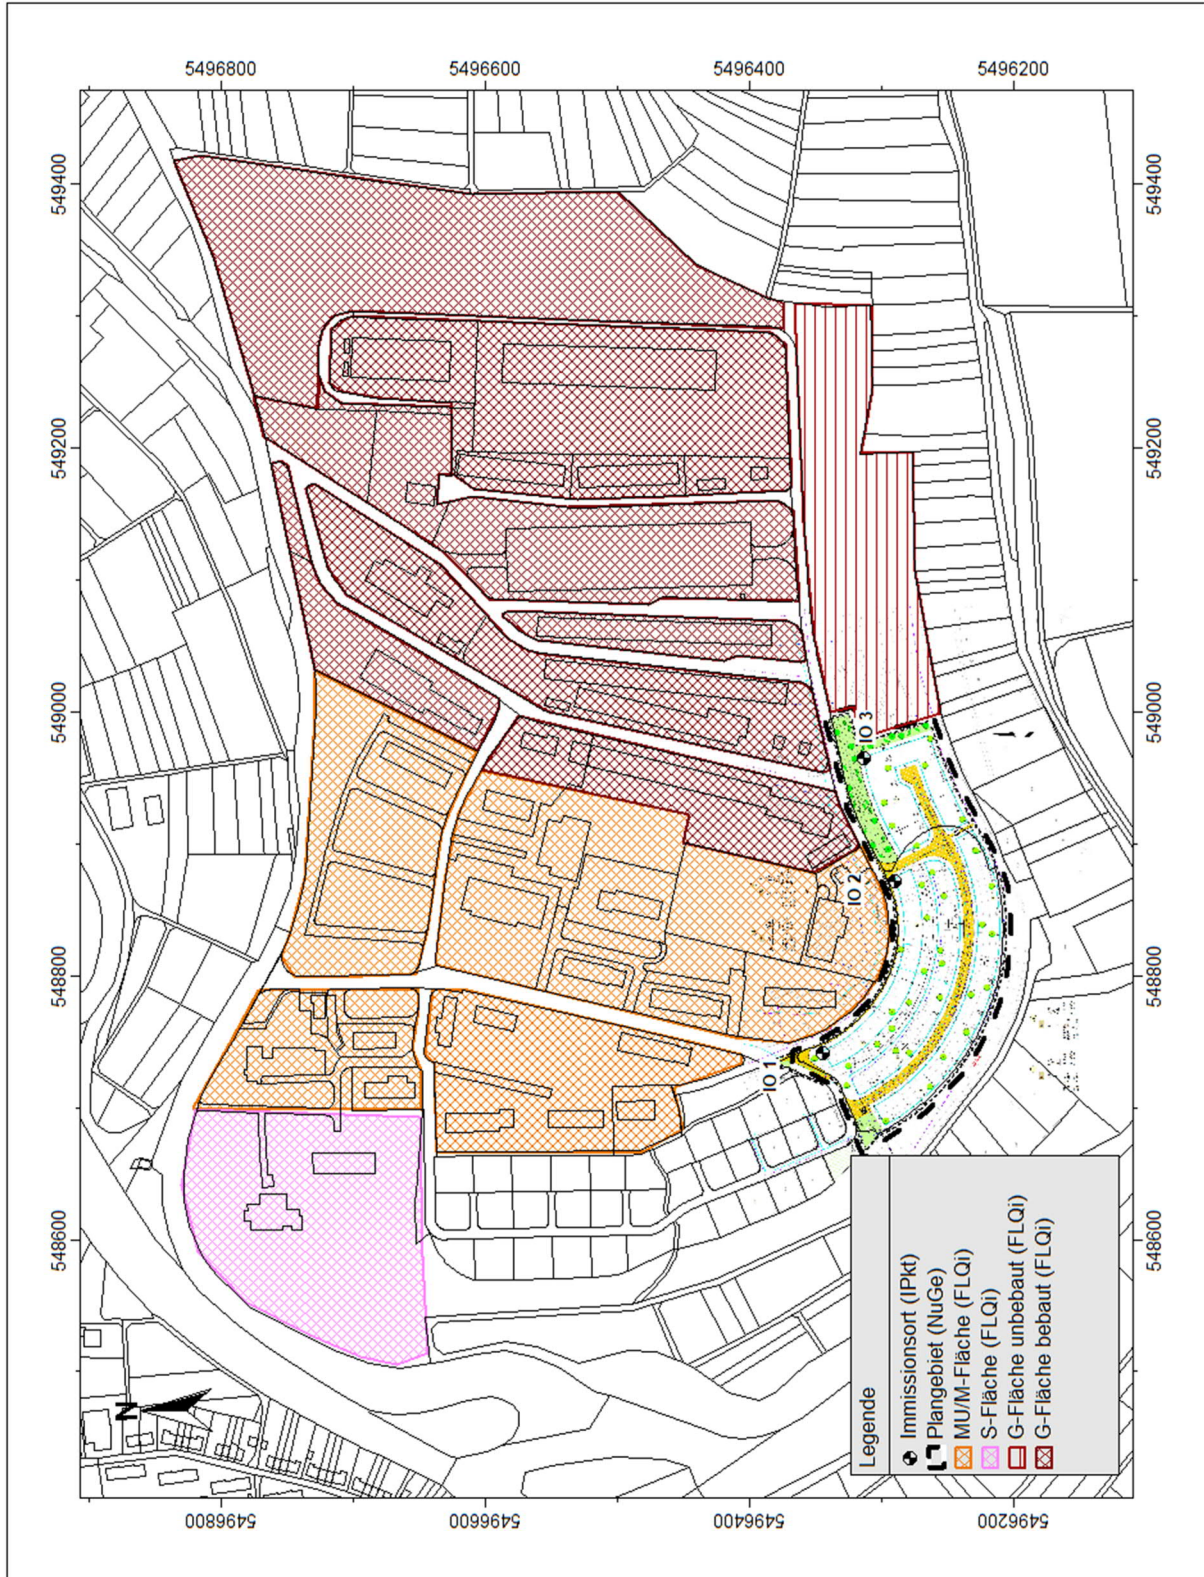 5496800
5496600
5496400
5496200
549400
549200
549000
548800
548600
549400
549200
549000
548800
548600
5496800
5496600
5496400
5496200
N
IO 1
IO 2
IO 3
Legende
Immissionsort (IPkt)
Plangebiet (NuGe)
MU/M-Fläche (FLQi)
S-Fläche (FLQi)
G-Fläche unbebaut (FLQi)
G-Fläche bebaut (FLQi)